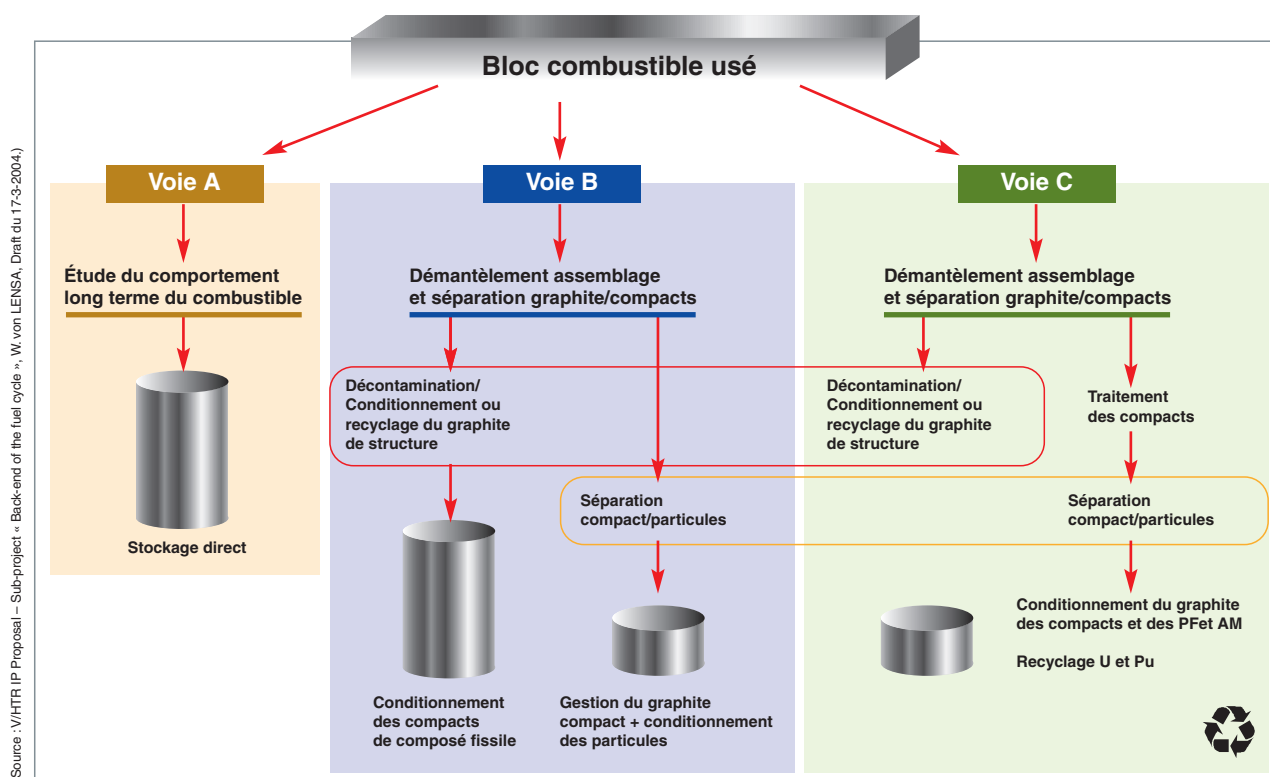 Bloc combustible usé
Voie A
Étude du comportement
long terme du combustible
Stockage direct
Voie B
Démantèlement assemblage
et séparation graphite/compacts
Décontamination/
Conditionnement ou
recyclage du graphite
de structure
Séparation
compact/particules
Conditionnement
des compacts
de composé fissile
Gestion du graphite
compact + conditionnement
des particules
Voie C
Démantèlement assemblage
et séparation graphite/compacts
Décontamination/
Conditionnement ou
recyclage du graphite
de structure
Traitement
des compacts
Séparation
compact/particules
Conditionnement du graphite
des compacts et des PFet AM
Recyclage U et Pu
Source : V/HTR IP Proposal – Sub-project « Back-end of the fuel cycle », W. von LENSA, Draft du 17-3-2004.)